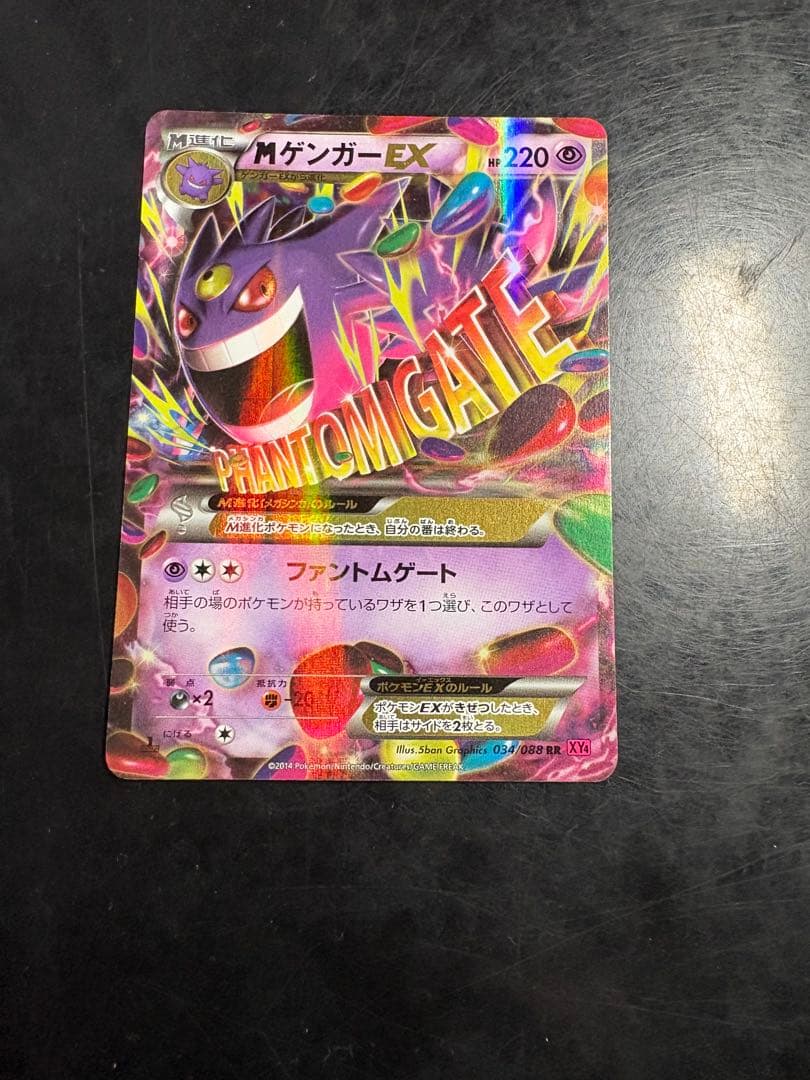 M進化
MゲンガーEX
HP220
ゲンガーEXから進化
PHANTOM GATE
M進化(メガシンカ)のルール
M進化ポケモンになったとき、自分の番は終わる。
ファントムゲート
相手の場のポケモンが持っているワザを1つ選び、このワザとして
使う。
弱点
×2
抵抗力
-20
ポケモンEXのルール
ポケモンEXがきぜつしたとき、
相手はサイドを2枚とる。
にげる
Illus.5ban Graphics 034/088 RR XY4
©2014 Pokémon/Nintendo/Creatures/GAME FREAK